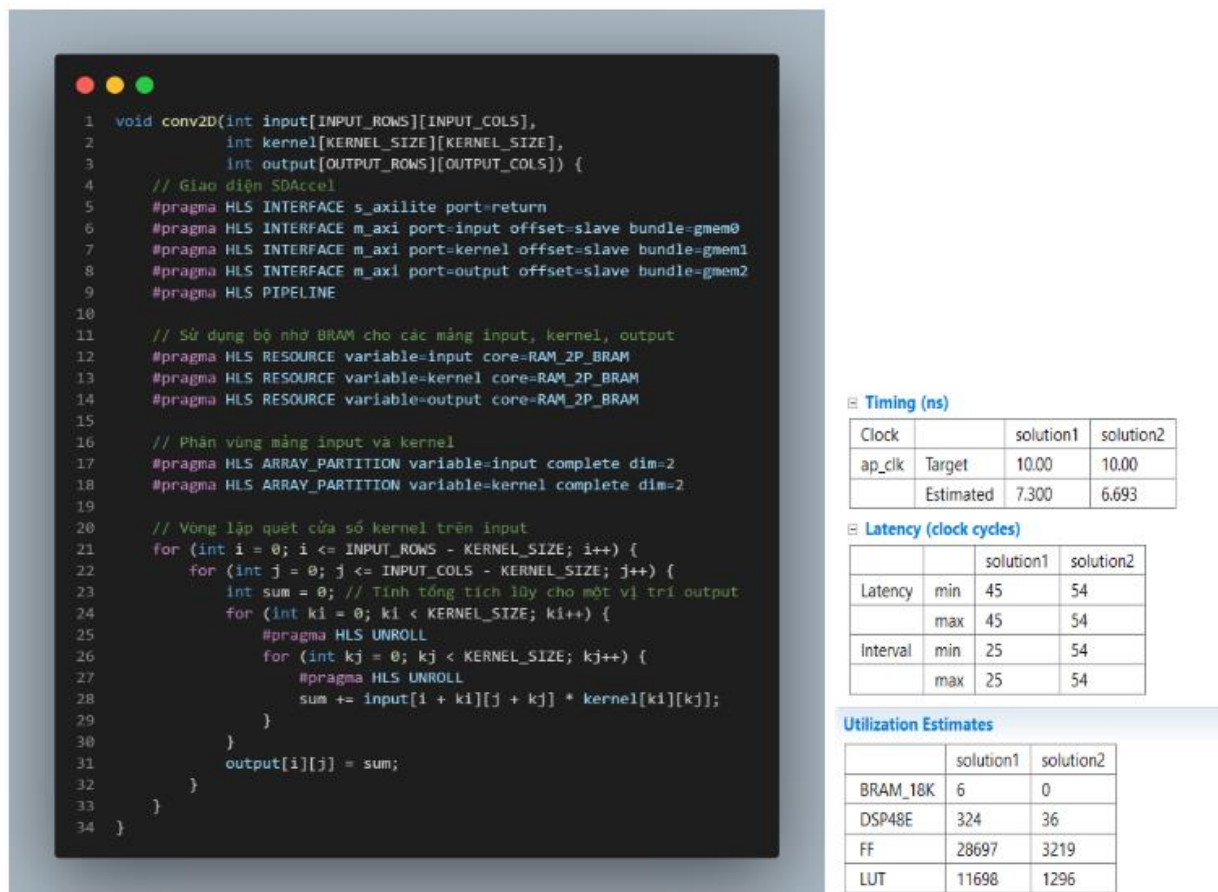 1 void conv2D(int input[INPUT_ROWS][INPUT_COLS],
2 int kernel[KERNEL_SIZE][KERNEL_SIZE],
3 int output[OUTPUT_ROWS][OUTPUT_COLS]) {
4 // Giao diện SDAccel
5 #pragma HLS INTERFACE s_axilite port=return
6 #pragma HLS INTERFACE m_axi port=input offset=slave bundle=gmem0
7 #pragma HLS INTERFACE m_axi port=kernel offset=slave bundle=gmem1
8 #pragma HLS INTERFACE m_axi port=output offset=slave bundle=gmem2
9 #pragma HLS PIPELINE
10
11 // Sử dụng bộ nhớ BRAM cho các mảng input, kernel, output
12 #pragma HLS RESOURCE variable=input core=RAM_2P_BRAM
13 #pragma HLS RESOURCE variable=kernel core=RAM_2P_BRAM
14 #pragma HLS RESOURCE variable=output core=RAM_2P_BRAM
15
16 // Phân vùng mảng input và kernel
17 #pragma HLS ARRAY_PARTITION variable=input complete dim=2
18 #pragma HLS ARRAY_PARTITION variable=kernel complete dim=2
19
20 // Vòng lặp quét cửa sổ kernel trên input
21 for (int i = 0; i <= INPUT_ROWS - KERNEL_SIZE; i++) {
22 for (int j = 0; j <= INPUT_COLS - KERNEL_SIZE; j++) {
23 int sum = 0; // Tính tổng tích lũy cho một vị trí output
24 for (int ki = 0; ki < KERNEL_SIZE; ki++) {
25 #pragma HLS UNROLL
26 for (int kj = 0; kj < KERNEL_SIZE; kj++) {
27 #pragma HLS UNROLL
28 sum += input[i + ki][j + kj] * kernel[ki][kj];
29 }
30 }
31 output[i][j] = sum;
32 }
33 }
34 }
Timing (ns)
Clock solution1 solution2
ap_clk Target 10.00 10.00
Estimated 7.300 6.693
Latency (clock cycles)
solution1 solution2
Latency min 45 54
max 45 54
Interval min 25 54
max 25 54
Utilization Estimates
solution1 solution2
BRAM_18K 6 0
DSP48E 324 36
FF 28697 3219
LUT 11698 1296